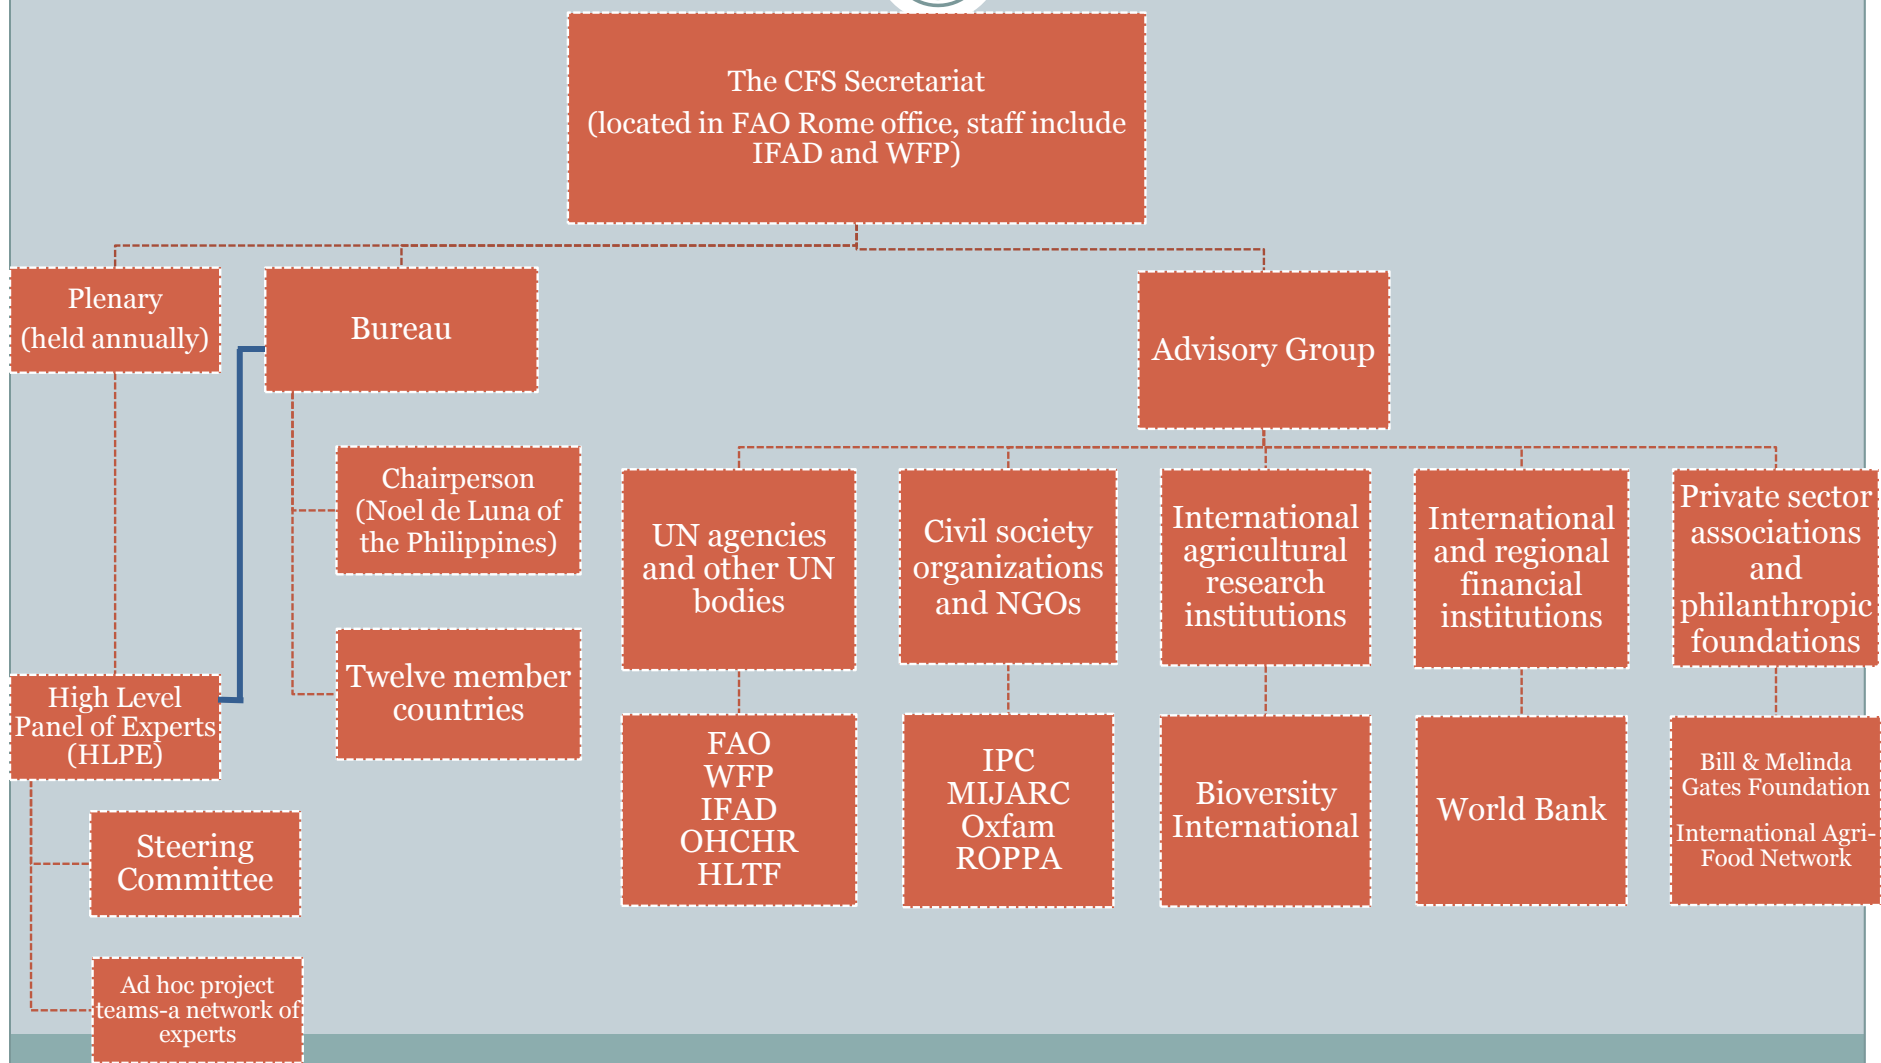 The CFS Secretariat
(located in FAO Rome office, staff include
IFAD and WFP)
Plenary
(held annually)
Bureau
Advisory Group
Chairperson
(Noel de Luna of
the Philippines)
Twelve member
countries
High Level
Panel of Experts
(HLPE)
Steering
Committee
Ad hoc project
teams-a network of
experts
UN agencies
and other UN
bodies
Civil society
organizations
and NGOs
International
agricultural
research
institutions
International
and regional
financial
institutions
Private sector
associations
and
philanthropic
foundations
FAO
WFP
IFAD
OHCHR
HLTF
IPC
MIJARC
Oxfam
ROPPA
Bioversity
International
World Bank
Bill & Melinda
Gates Foundation
International Agri-
Food Network